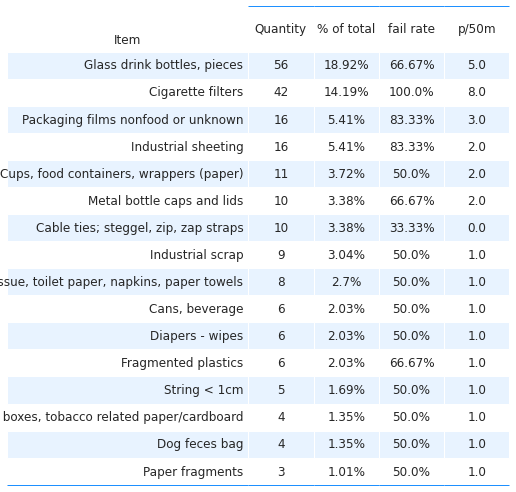 Item Quantity % of total fail rate p/50m
Glass drink bottles, pieces 56 18.92% 66.67% 5.0
Cigarette filters 42 14.19% 100.0% 8.0
Packaging films nonfood or unknown 16 5.41% 83.33% 3.0
Industrial sheeting 16 5.41% 83.33% 2.0
Cups, food containers, wrappers (paper) 11 3.72% 50.0% 2.0
Metal bottle caps and lids 10 3.38% 66.67% 2.0
Cable ties; steggel, zip, zap straps 10 3.38% 33.33% 0.0
Industrial scrap 9 3.04% 50.0% 1.0
toilet paper, napkins, paper towels 8 2.7% 50.0% 1.0
Cans, beverage 6 2.03% 50.0% 1.0
Diapers - wipes 6 2.03% 50.0% 1.0
Fragmented plastics 6 2.03% 66.67% 1.0
String < 1cm 5 1.69% 50.0% 1.0
boxes, tobacco related paper/cardboard 4 1.35% 50.0% 1.0
Dog feces bag 4 1.35% 50.0% 1.0
Paper fragments 3 1.01% 50.0% 1.0